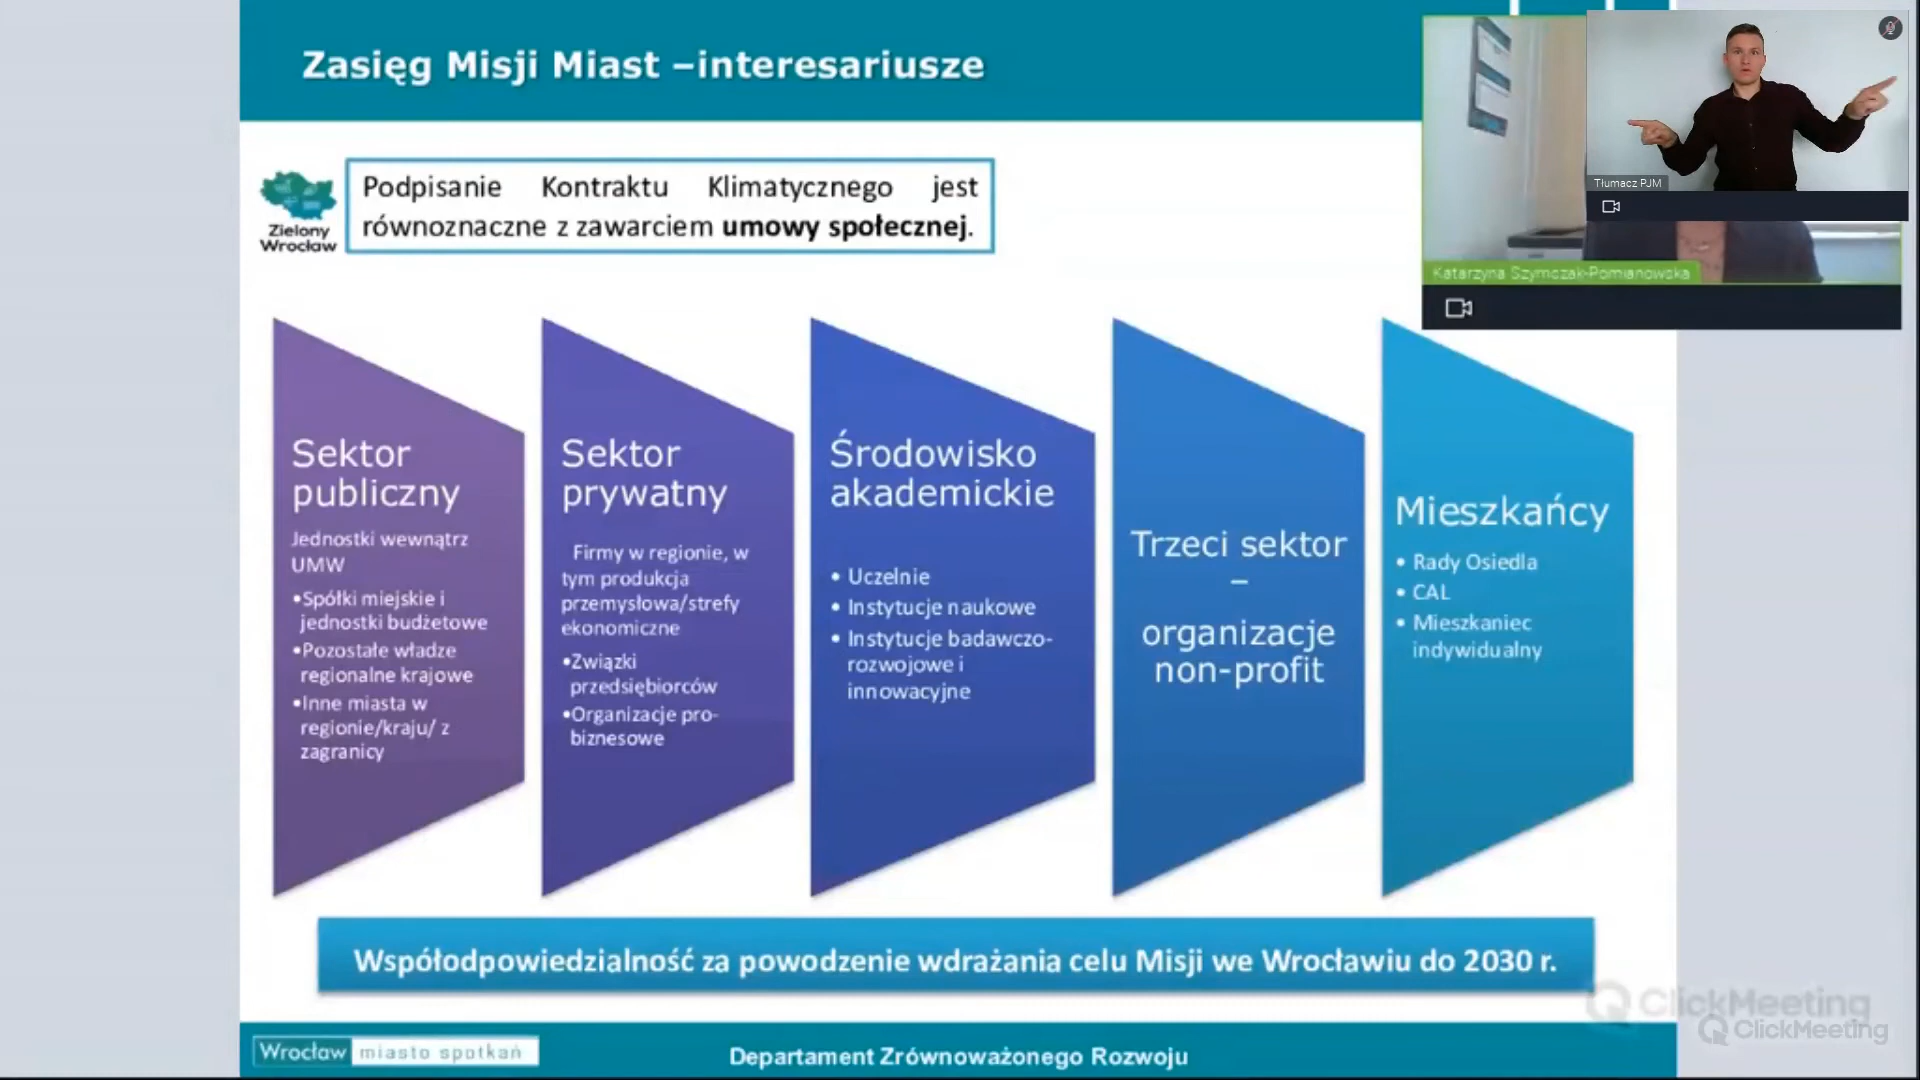 Zasięg Misji Miast –interesariusze
Zielony
Wrocław
Podpisanie Kontraktu Klimatycznego jest
równoznaczne z zawarciem umowy społecznej.
Tłumacz PJM
Katarzyna Szymczak-Pomianowska
Sektor
publiczny
Jednostki wewnątrz
UMW
•Spółki miejskie i
jednostki budżetowe
•Pozostałe władze
regionalne krajowe
•Inne miasta w
regionie/kraju/ z
zagranicy
Sektor
prywatny
Firmy w regionie, w
tym produkcja
przemysłowa/strefy
ekonomiczne
•Związki
przedsiębiorców
•Organizacje pro-
biznesowe
Środowisko
akademickie
• Uczelnie
• Instytucje naukowe
• Instytucje badawczo-
rozwojowe i
innowacyjne
Trzeci sektor
–
organizacje
non-profit
Mieszkańcy
• Rady Osiedla
• CAL
• Mieszkaniec
indywidualny
Współodpowiedzialność za powodzenie wdrażania celu Misji we Wrocławiu do 2030 r.
ClickMeeting
ClickMeeting
Wrocław miasto spotkań
Departament Zrównoważonego Rozwoju